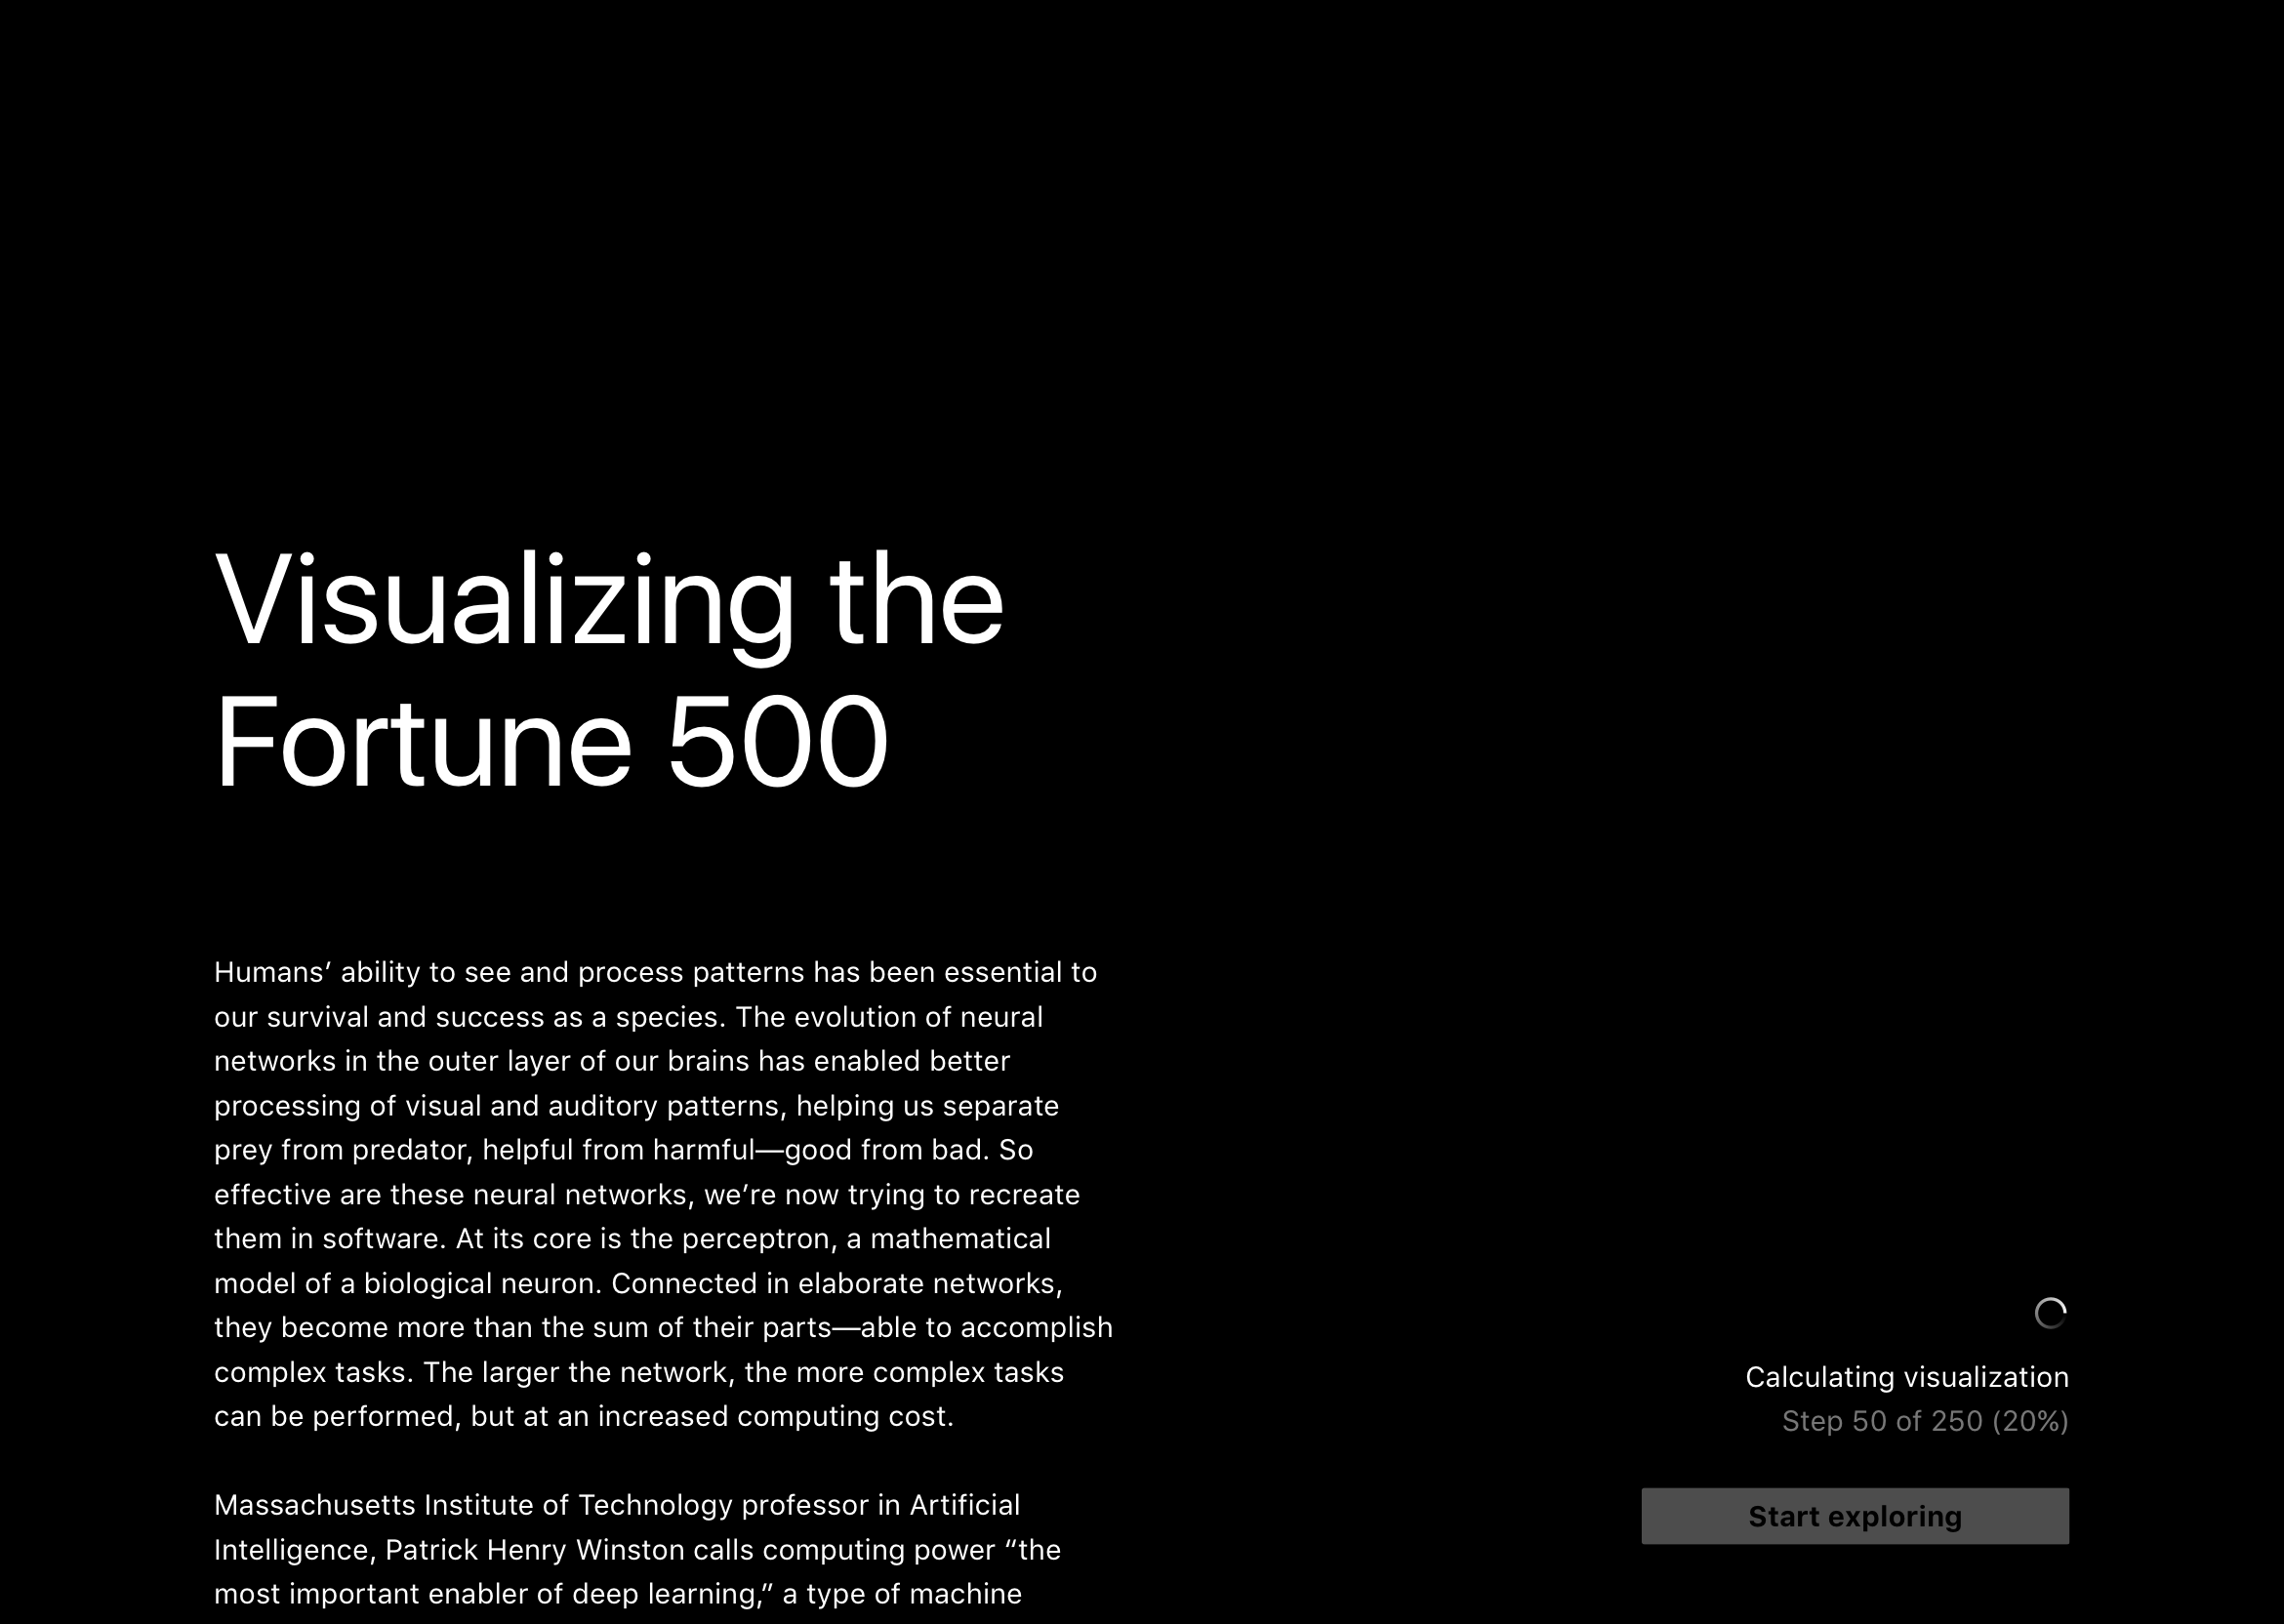 Visualizing the
Fortune 500
Humans‘ ability to see and process patterns has been essential to
our survival and success as a species. The evolution of neural
networks in the outer layer of our brains has enabled better
processing of visual and auditory patterns, helping us separate
prey from predator, helpful from harmful—good from bad. So
effective are these neural networks, we’re now trying to recreate
them in software. At its core is the perceptron, a mathematical
model of a biological neuron. Connected in elaborate networks,
they become more than the sum of their parts—able to accomplish
complex tasks. The larger the network, the more complex tasks
can be performed, but at an increased computing cost.
Massachusetts Institute of Technology professor in Artificial
Intelligence, Patrick Henry Winston calls computing power “the
most important enabler of deep learning,” a type of machine
Calculating visualization
Step 50 of 250 (20%)
Start exploring